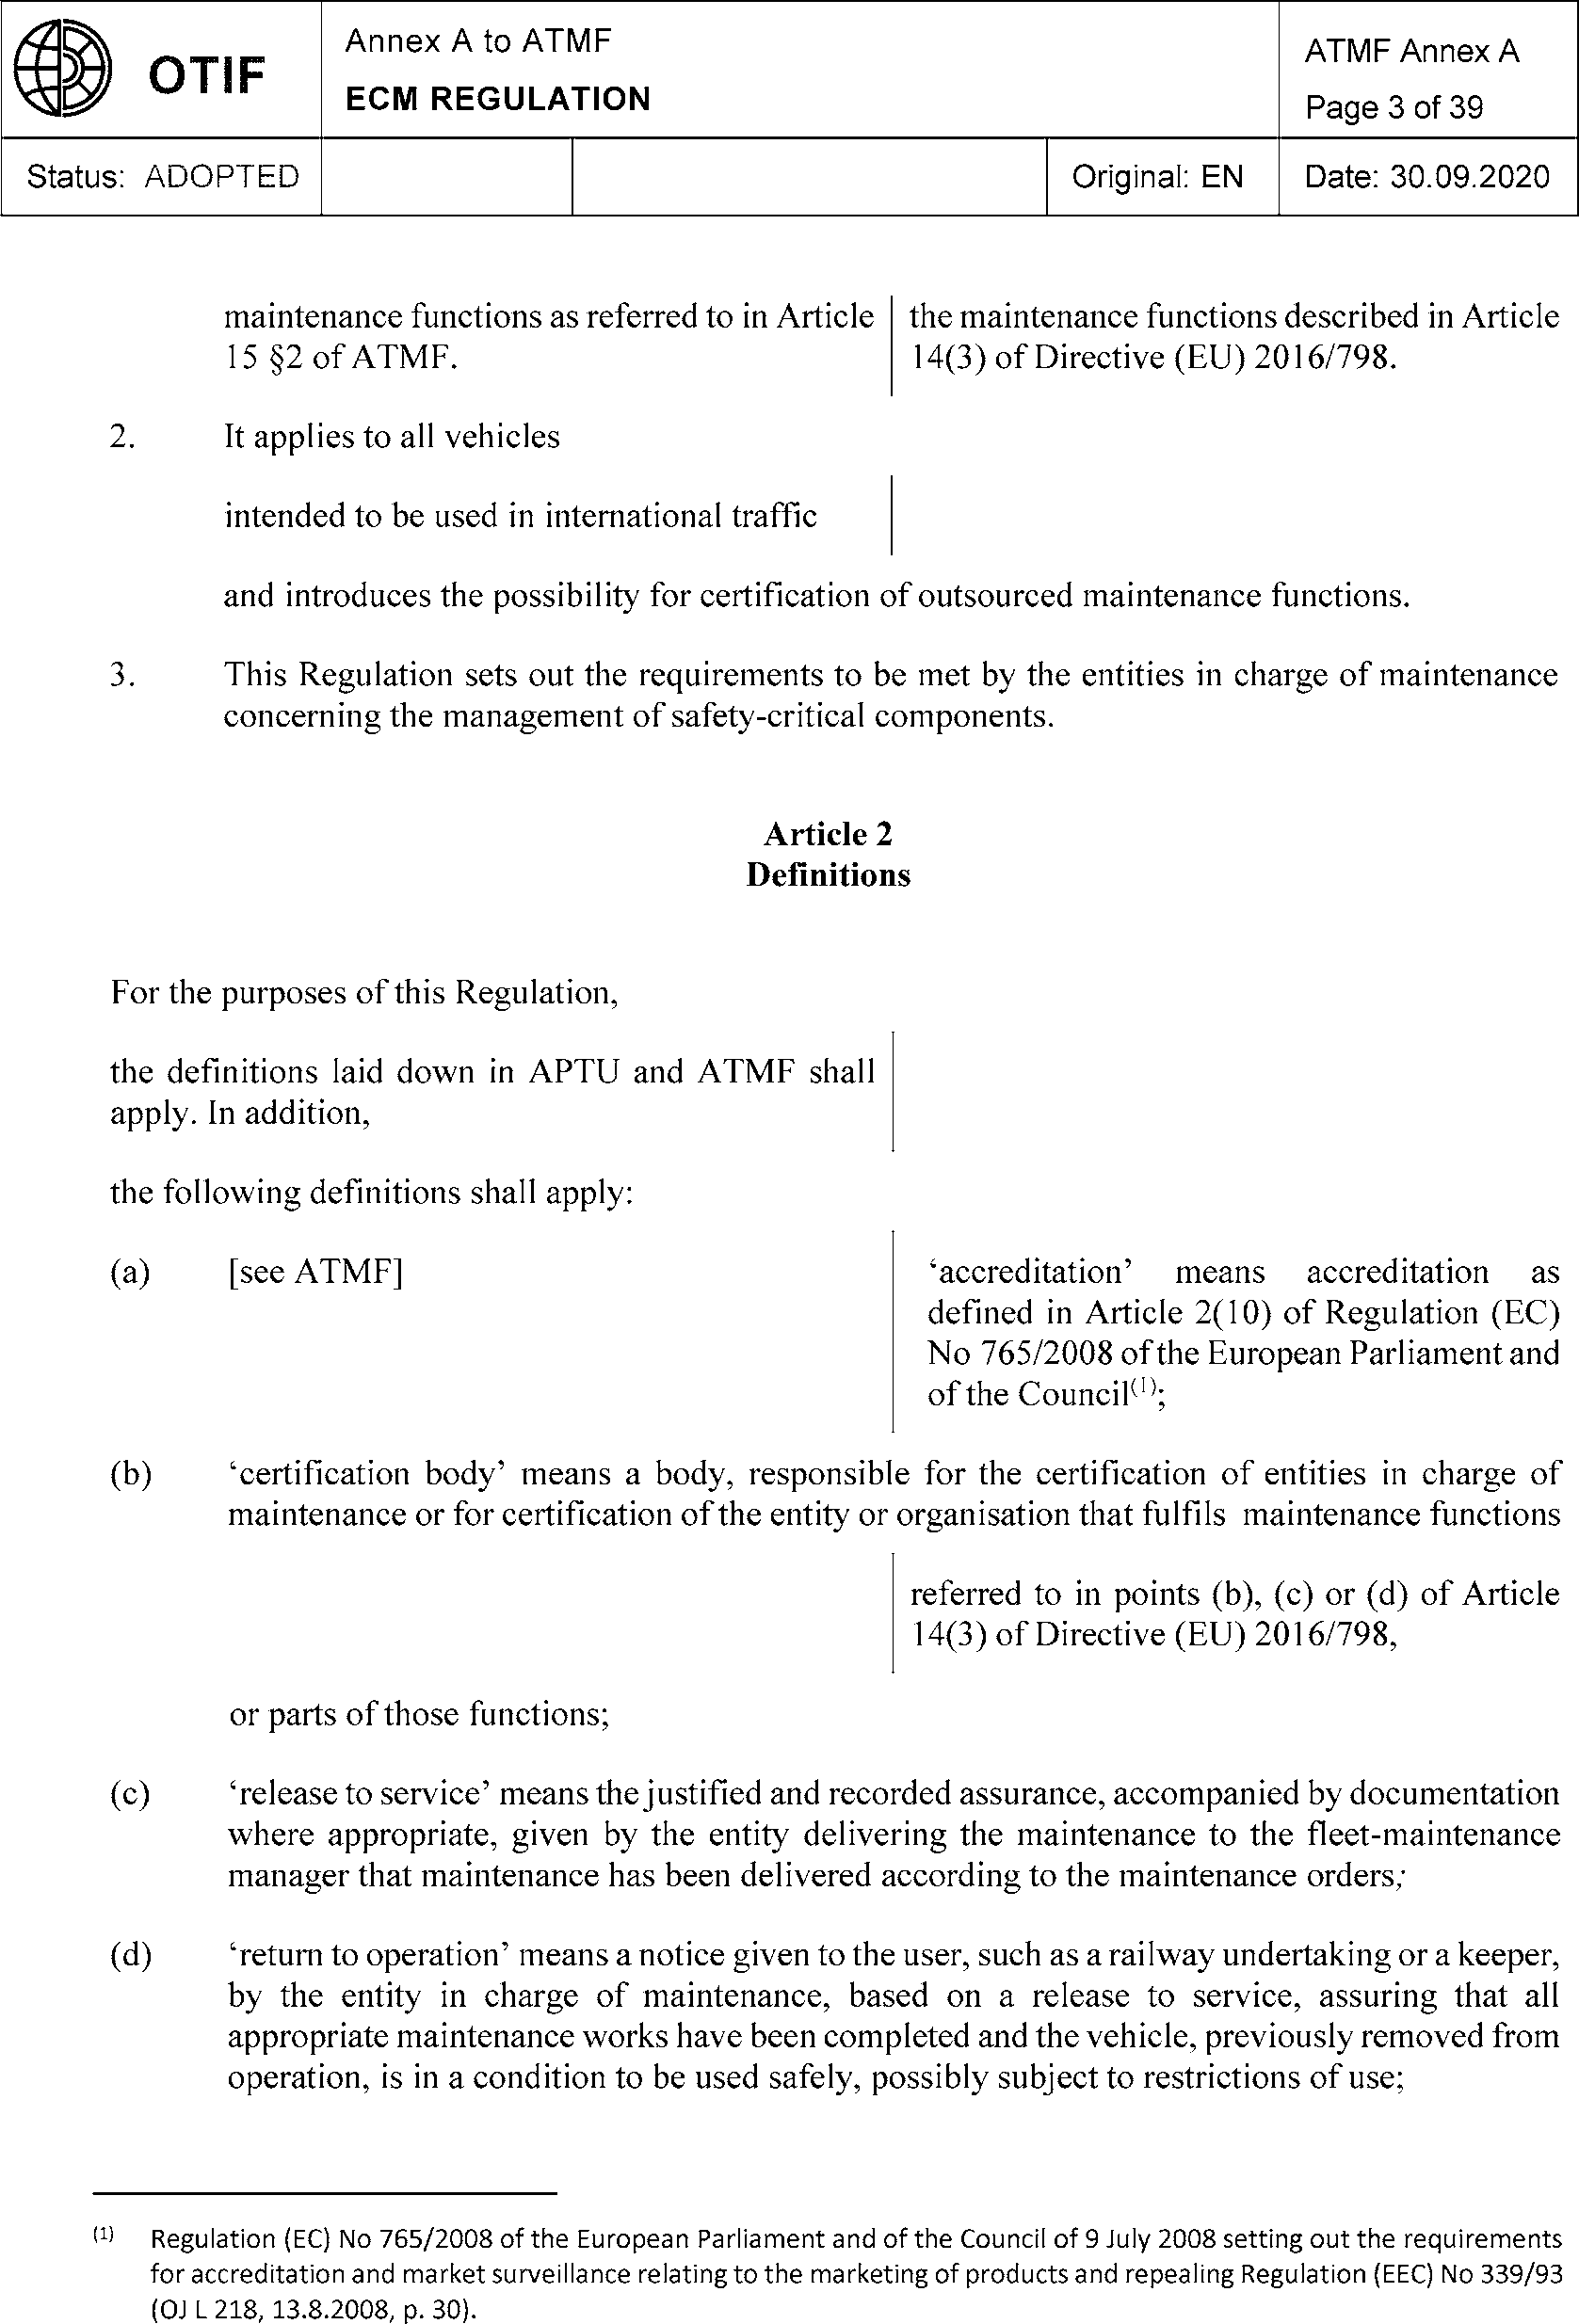 OTIF
Annex A to ATMF
ECM REGULATION
ATMF Annex A
Page 3 of 39
Status: ADOPTED
Original: EN
Date: 30.09.2020
maintenance functions as referred to in Article
15 §2 of ATMF.
the maintenance functions described in Article
14(3) of Directive (EU) 2016/798.
2. It applies to all vehicles
intended to be used in international traffic
and introduces the possibility for certification of outsourced maintenance functions.
3. This Regulation sets out the requirements to be met by the entities in charge of maintenance
concerning the management of safety-critical components.
Article 2
Definitions
For the purposes of this Regulation,
the definitions laid down in APTU and ATMF shall
apply. In addition,
the following definitions shall apply:
(a) [see ATMF]
‘accreditation’ means accreditation as
defined in Article 2(10) of Regulation (EC)
No 765/2008 of the European Parliament and
of the Council(1);
(b) ‘certification body’ means a body, responsible for the certification of entities in charge of
maintenance or for certification of the entity or organisation that fulfils maintenance functions
referred to in points (b), (c) or (d) of Article
14(3) of Directive (EU) 2016/798,
or parts of those functions;
(c) ‘release to service’ means the justified and recorded assurance, accompanied by documentation
where appropriate, given by the entity delivering the maintenance to the fleet-maintenance
manager that maintenance has been delivered according to the maintenance orders;
(d) ‘return to operation’ means a notice given to the user, such as a railway undertaking or a keeper,
by the entity in charge of maintenance, based on a release to service, assuring that all
appropriate maintenance works have been completed and the vehicle, previously removed from
operation, is in a condition to be used safely, possibly subject to restrictions of use;
(1) Regulation (EC) No 765/2008 of the European Parliament and of the Council of 9 July 2008 setting out the requirements
for accreditation and market surveillance relating to the marketing of products and repealing Regulation (EEC) No 339/93
(OJ L 218, 13.8.2008, p. 30).